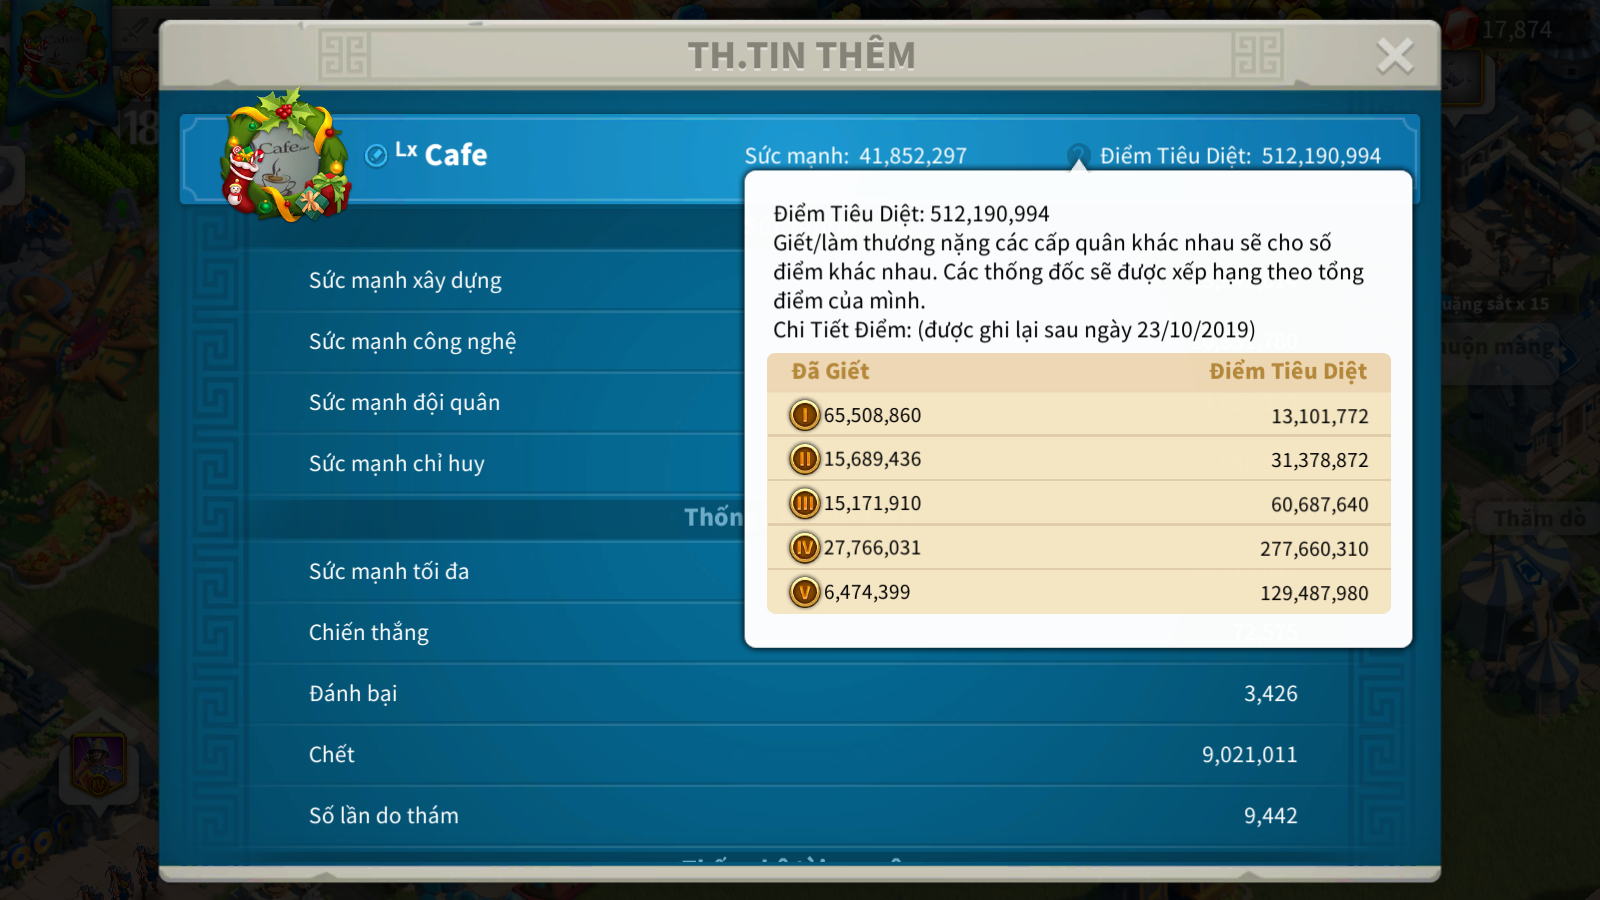 TH.TIN THÊM
17,874
Lx Cafe
Sức mạnh: 41,852,297
Điểm Tiêu Diệt: 512,190,994
Điểm Tiêu Diệt: 512,190,994
Giết/làm thương nặng các cấp quân khác nhau sẽ cho số
điểm khác nhau. Các thống đốc sẽ được xếp hạng theo tổng
điểm của mình.
Chi Tiết Điểm: (được ghi lại sau ngày 23/10/2019)
Đã Giết Điểm Tiêu Diệt
I 65,508,860 13,101,772
II 15,689,436 31,378,872
III 15,171,910 60,687,640
IV 27,766,031 277,660,310
V 6,474,399 129,487,980
Sức mạnh xây dựng
Sức mạnh công nghệ
Sức mạnh đội quân
Sức mạnh chỉ huy
Thốn
Sức mạnh tối đa
Chiến thắng 72,575
Đánh bại 3,426
Chết 9,021,011
Số lần do thám 9,442
Thăm dò